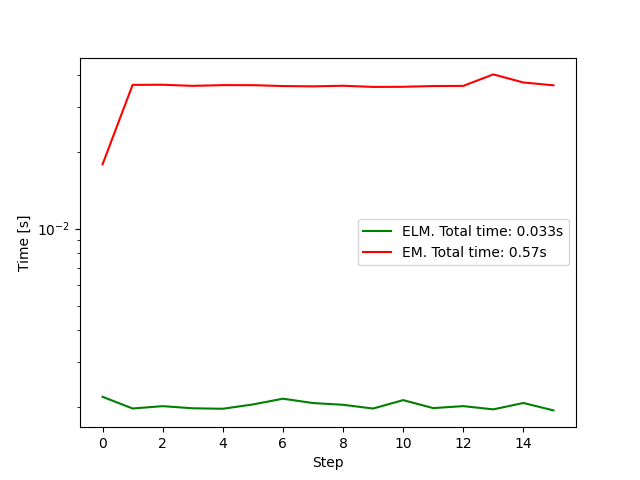 Time [s]
10⁻²
ELM. Total time: 0.033s
EM. Total time: 0.57s
0 2 4 6 8 10 12 14
Step